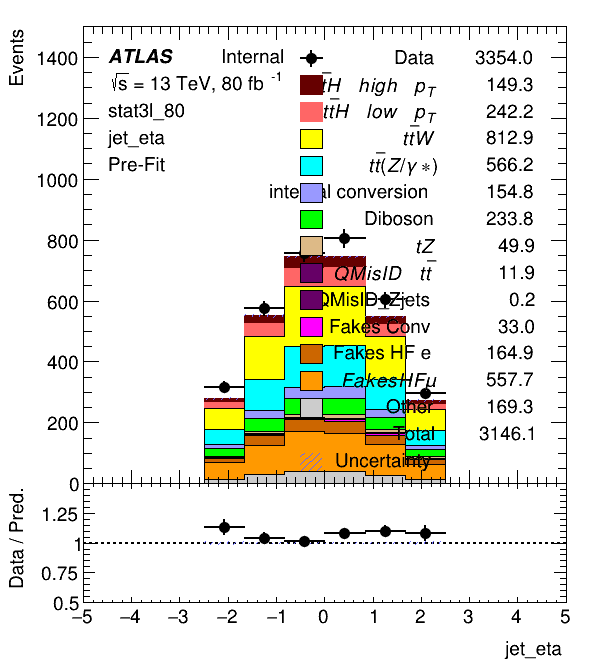 Events
1400
1200
1000
800
600
400
200
0
ATLAS Internal
√s = 13 TeV, 80 fb⁻¹
stat3l_80
jet_eta
Pre-Fit
Data 3354.0
tt̄H high p_T 149.3
tt̄H low p_T 242.2
tt̄W 812.9
tt̄(Z/γ*) 566.2
internal conversion 154.8
Diboson 233.8
tZ 49.9
QMisID tt̄ 11.9
QMisID_Zjets 0.2
Fakes Conv 33.0
Fakes HF e 164.9
FakesHFμ 557.7
Other 169.3
Total 3146.1
Uncertainty
Data / Pred.
1.25
1
0.75
0.5
−5 −4 −3 −2 −1 0 1 2 3 4 5
jet_eta